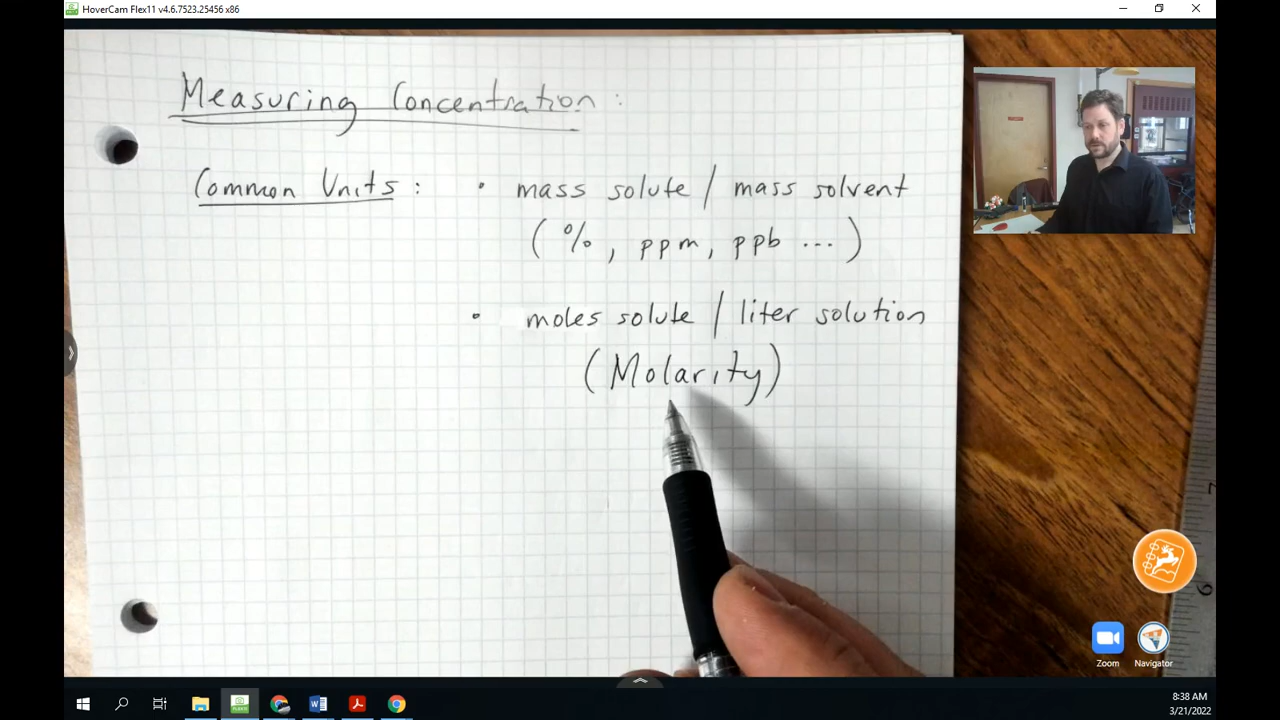 HoverCam Flex11 v4.6.7523.25456 x86
Measuring Concentration:
Common Units: • mass solute / mass solvent
(%, ppm, ppb ...)
• moles solute / liter solution
(Molarity)
Zoom Navigator
8:38 AM
3/21/2022